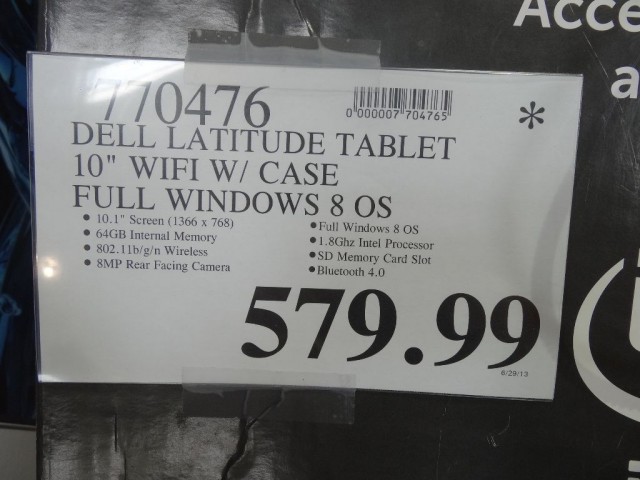 Acce
a
770476
0 000007 704765
*
DELL LATITUDE TABLET
10" WIFI W/ CASE
FULL WINDOWS 8 OS
• 10.1" Screen (1366 x 768)
• 64GB Internal Memory
• 802.11b/g/n Wireless
• 8MP Rear Facing Camera
• Full Windows 8 OS
• 1.8Ghz Intel Processor
• SD Memory Card Slot
• Bluetooth 4.0
579.99
6/29/13